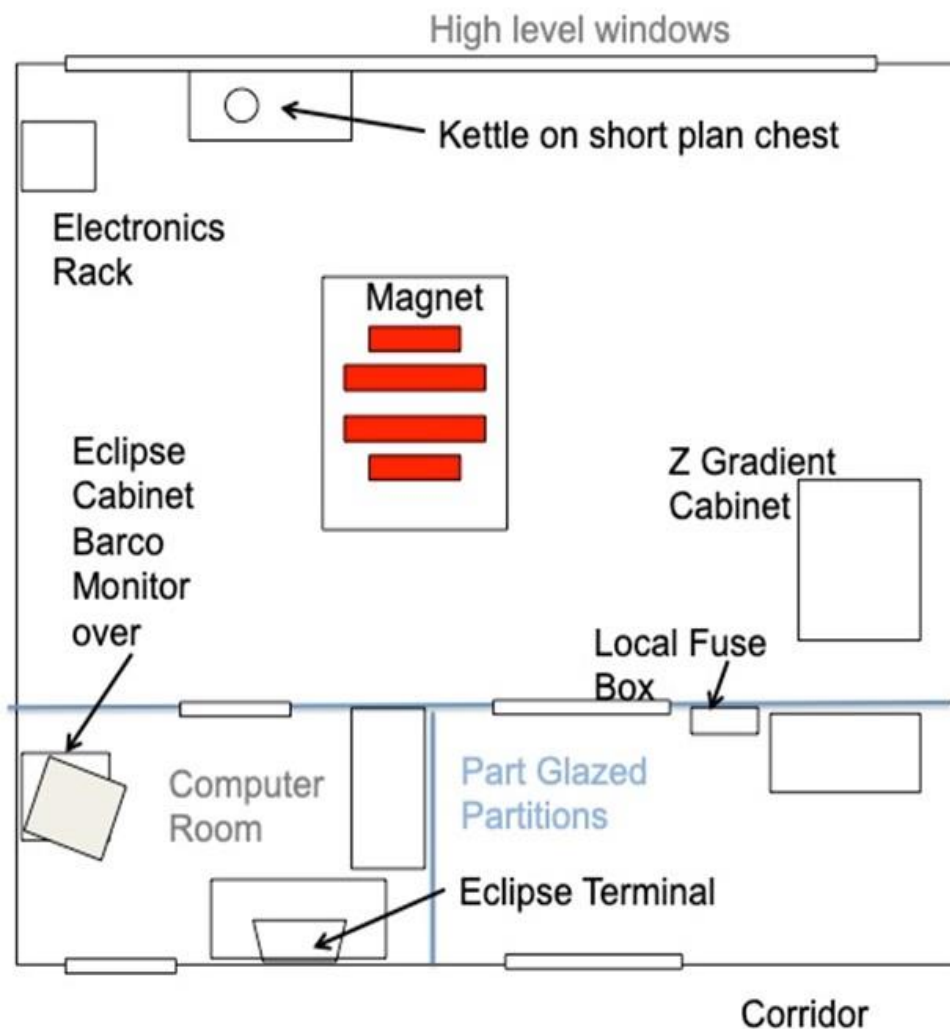 High level windows
Kettle on short plan chest
Electronics
Rack
Magnet
Eclipse
Cabinet
Barco
Monitor
over
Z Gradient
Cabinet
Local Fuse
Box
Computer
Room
Part Glazed
Partitions
Eclipse Terminal
Corridor